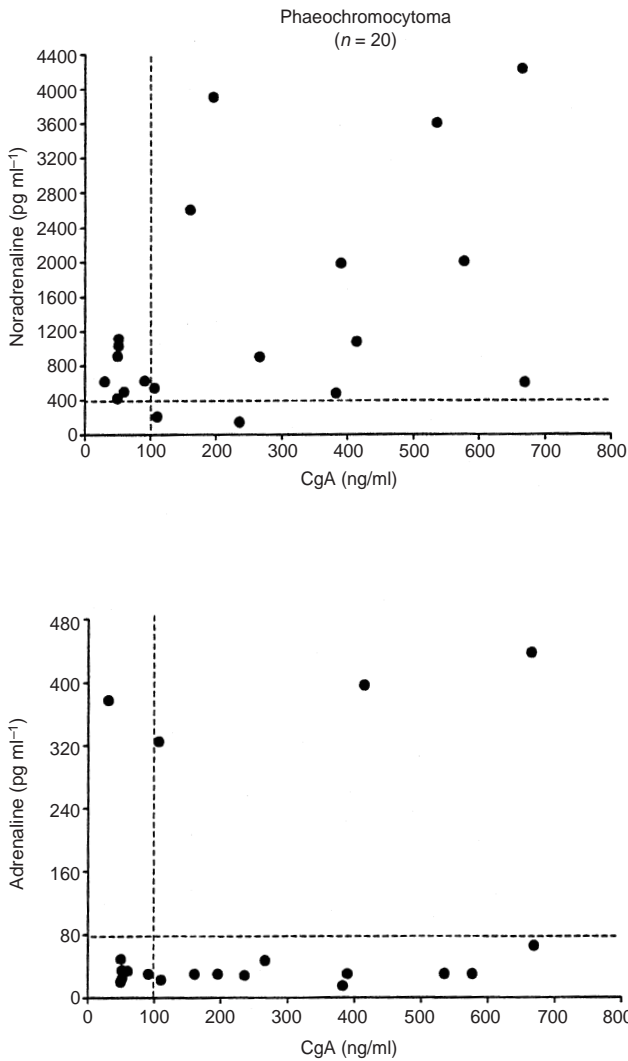 Phaeochromocytoma
(n = 20)
Noradrenaline (pg ml⁻¹)
4400
4000
3600
3200
2800
2400
2000
1600
1200
800
400
0
0 100 200 300 400 500 600 700 800
CgA (ng/ml)
Adrenaline (pg ml⁻¹)
480
400
320
240
160
80
0
0 100 200 300 400 500 600 700 800
CgA (ng/ml)